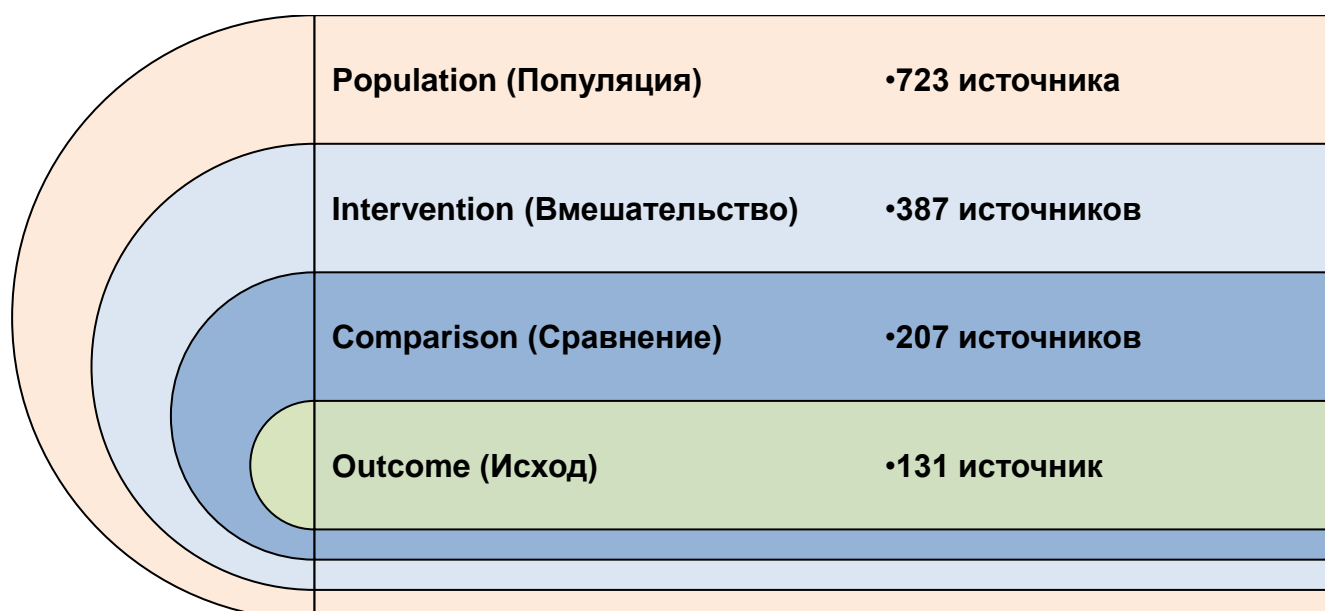 Population (Популяция) •723 источника
Intervention (Вмешательство) •387 источников
Comparison (Сравнение) •207 источников
Outcome (Исход) •131 источник